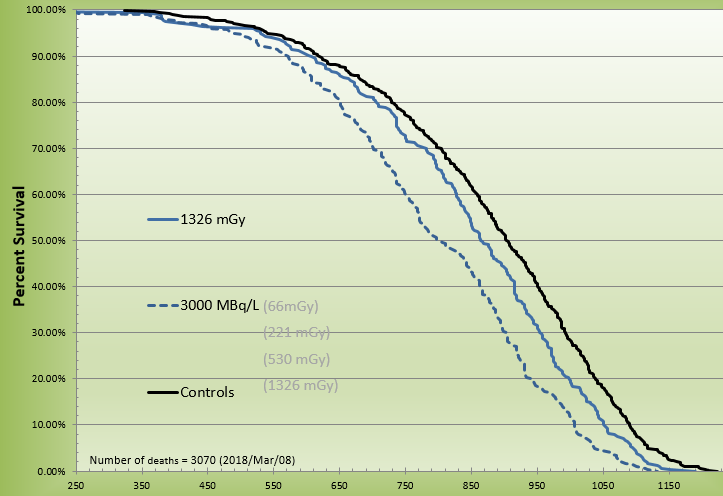 100.00%
90.00%
80.00%
70.00%
60.00%
50.00%
40.00%
30.00%
20.00%
10.00%
0.00%
Percent Survival
1326 mGy
3000 MBq/L (66mGy)
(221 mGy)
(530 mGy)
(1326 mGy)
Controls
Number of deaths = 3070 (2018/Mar/08)
250 350 450 550 650 750 850 950 1050 1150